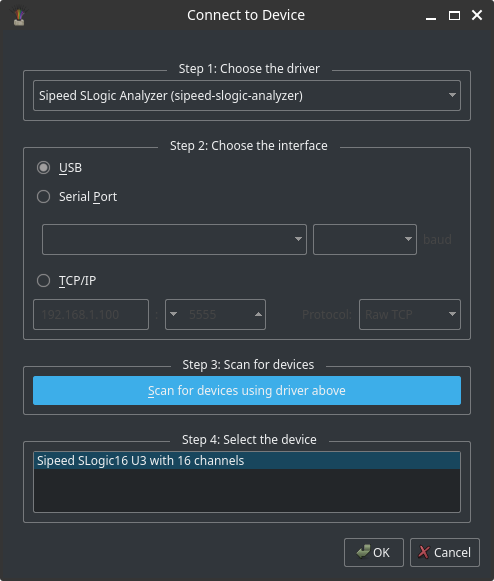 Connect to Device
Step 1: Choose the driver
Sipeed SLogic Analyzer (sipeed-slogic-analyzer)
Step 2: Choose the interface
USB
Serial Port
baud
TCP/IP
192.168.1.100 : 5555 Protocol: Raw TCP
Step 3: Scan for devices
Scan for devices using driver above
Step 4: Select the device
Sipeed SLogic16 U3 with 16 channels
OK Cancel